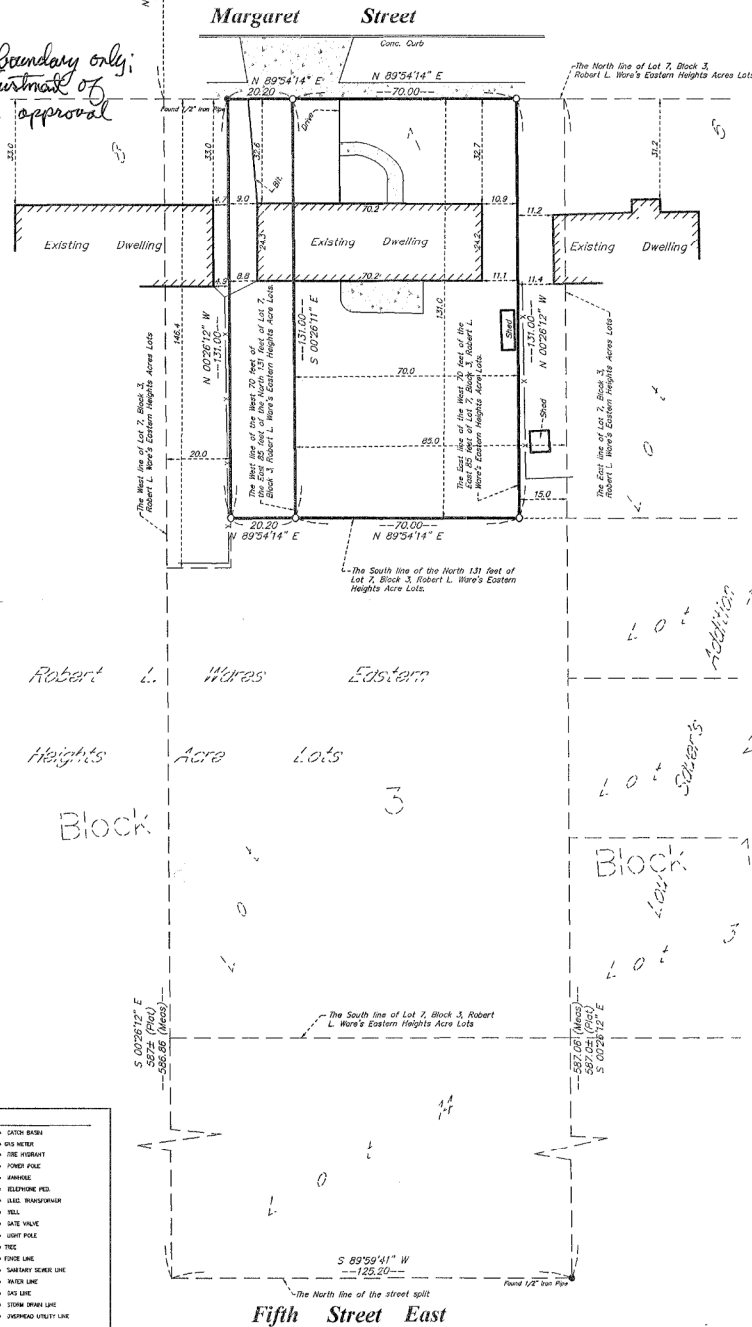 Margaret Street
Conc. Curb
boundary only;
approval
N 89°54'14" E
N 89°54'14" E
20.20
---70.00---
The North line of Lot 7, Block 3,
Robert L. Ware's Eastern Heights Acres Lots
Found 1/2" Iron Pipe
33.0
33.0
32.6
Drive
Bit.
32.7
31.2
4.7
9.0
70.2
10.9
11.2
Existing Dwelling
24.3
Existing Dwelling
24.2
Existing Dwelling
4.9
8.8
70.2
11.1
11.4
146.4
N 00°26'12" W
---131.00---
---131.00---
S 00°26'11" E
131.0
Shed
---131.00---
N 00°26'12" W
The West line of Lot 7, Block 3,
Robert L. Ware's Eastern Heights Acres Lots
The West line of the West 70 feet of
the East 85 feet of the North 131 feet of Lot 7,
Block 3, Robert L. Ware's Eastern Heights Acre Lots.
The East line of the West 70 feet of the
East 85 feet of Lot 7, Block 3, Robert L.
Ware's Eastern Heights Acre Lots.
The East line of Lot 7, Block 3,
Robert L. Ware's Eastern Heights Acres Lots
70.0
85.0
Shed
20.0
15.0
20.20
---70.00---
N 89°54'14" E
N 89°54'14" E
The South line of the North 131 feet of
Lot 7, Block 3, Robert L. Ware's Eastern
Heights Acre Lots.
Lot
Addition
Robert L. Wares Eastern
Heights Acre Lots
Lot
Block 3
Block
Lot 3
The South line of Lot 7, Block 3, Robert
L. Ware's Eastern Heights Acre Lots
S 00°26'12" E
587± (Plat)
---586.86 (Meas)---
---587.06 (Meas)---
587.0± (Plat)
S 00°26'12" E
Lot
CATCH BASIN
GAS METER
FIRE HYDRANT
POWER POLE
MANHOLE
TELEPHONE PED.
ELEC. TRANSFORMER
WELL
GATE VALVE
LIGHT POLE
TREE
FENCE LINE
SANITARY SEWER LINE
WATER LINE
GAS LINE
STORM DRAIN LINE
OVERHEAD UTILITY LINE
S 89°59'41" W
---125.20---
Found 1/2" Iron Pipe
The North line of the street split
Fifth Street East